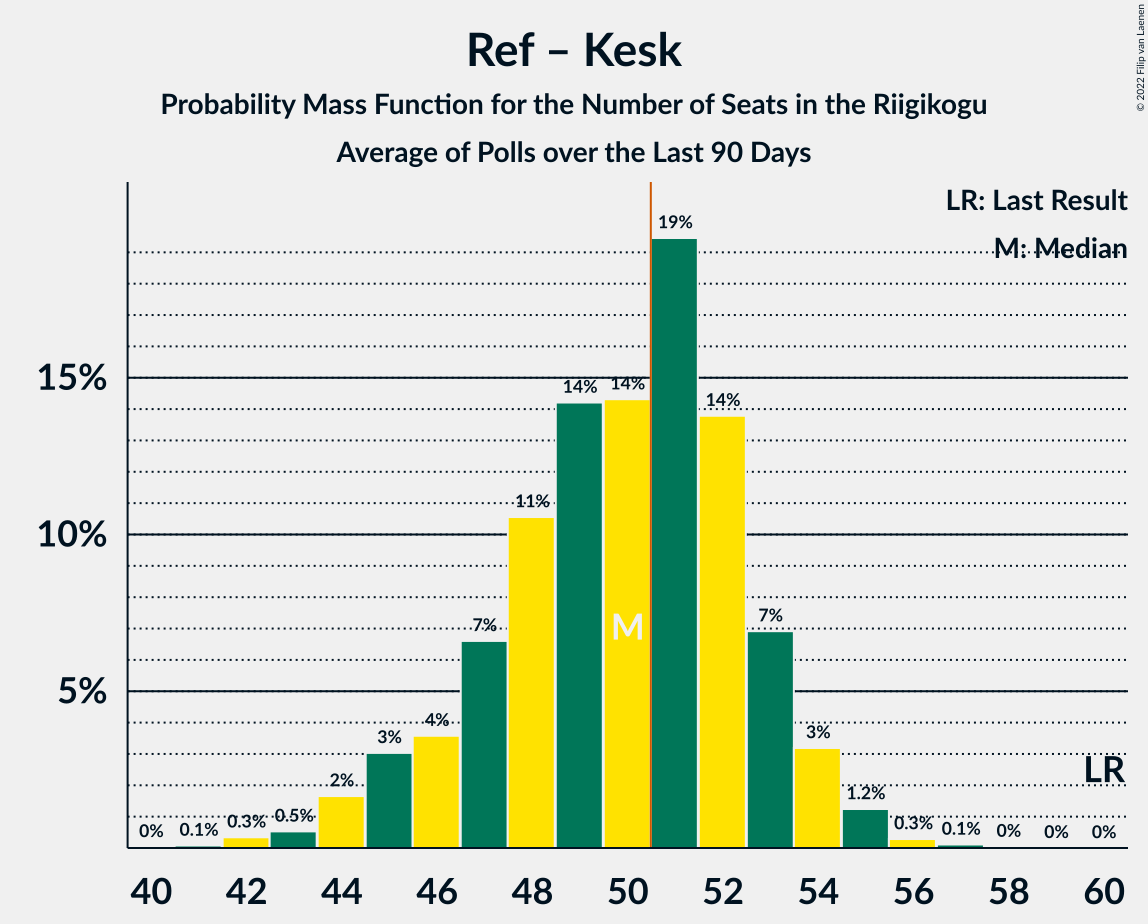 © 2022 Filip van Laenen
Ref – Kesk
Probability Mass Function for the Number of Seats in the Riigikogu
Average of Polls over the Last 90 Days
LR: Last Result
M: Median
15%
10%
5%
0% 0.1% 0.3% 0.5% 2% 3% 4% 7% 11% 14% 14% 19% 14% 7% 3% 1.2% 0.3% 0.1% 0% 0% 0%
M
LR
40 42 44 46 48 50 52 54 56 58 60